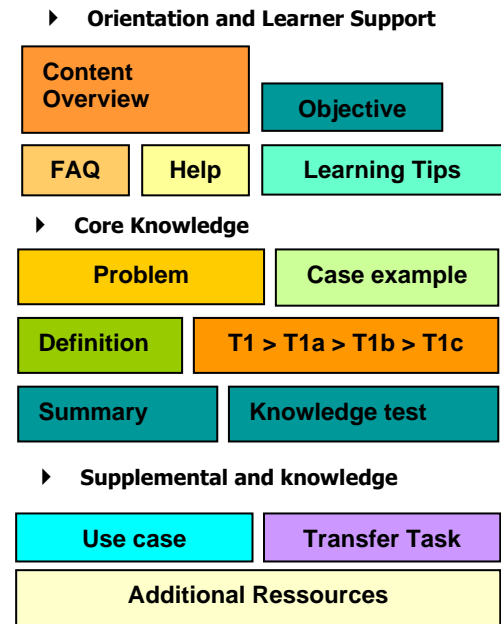 Orientation and Learner Support
Content
Overview
Objective
FAQ
Help
Learning Tips
Core Knowledge
Problem
Case example
Definition
T1 > T1a > T1b > T1c
Summary
Knowledge test
Supplemental and knowledge
Use case
Transfer Task
Additional Ressources